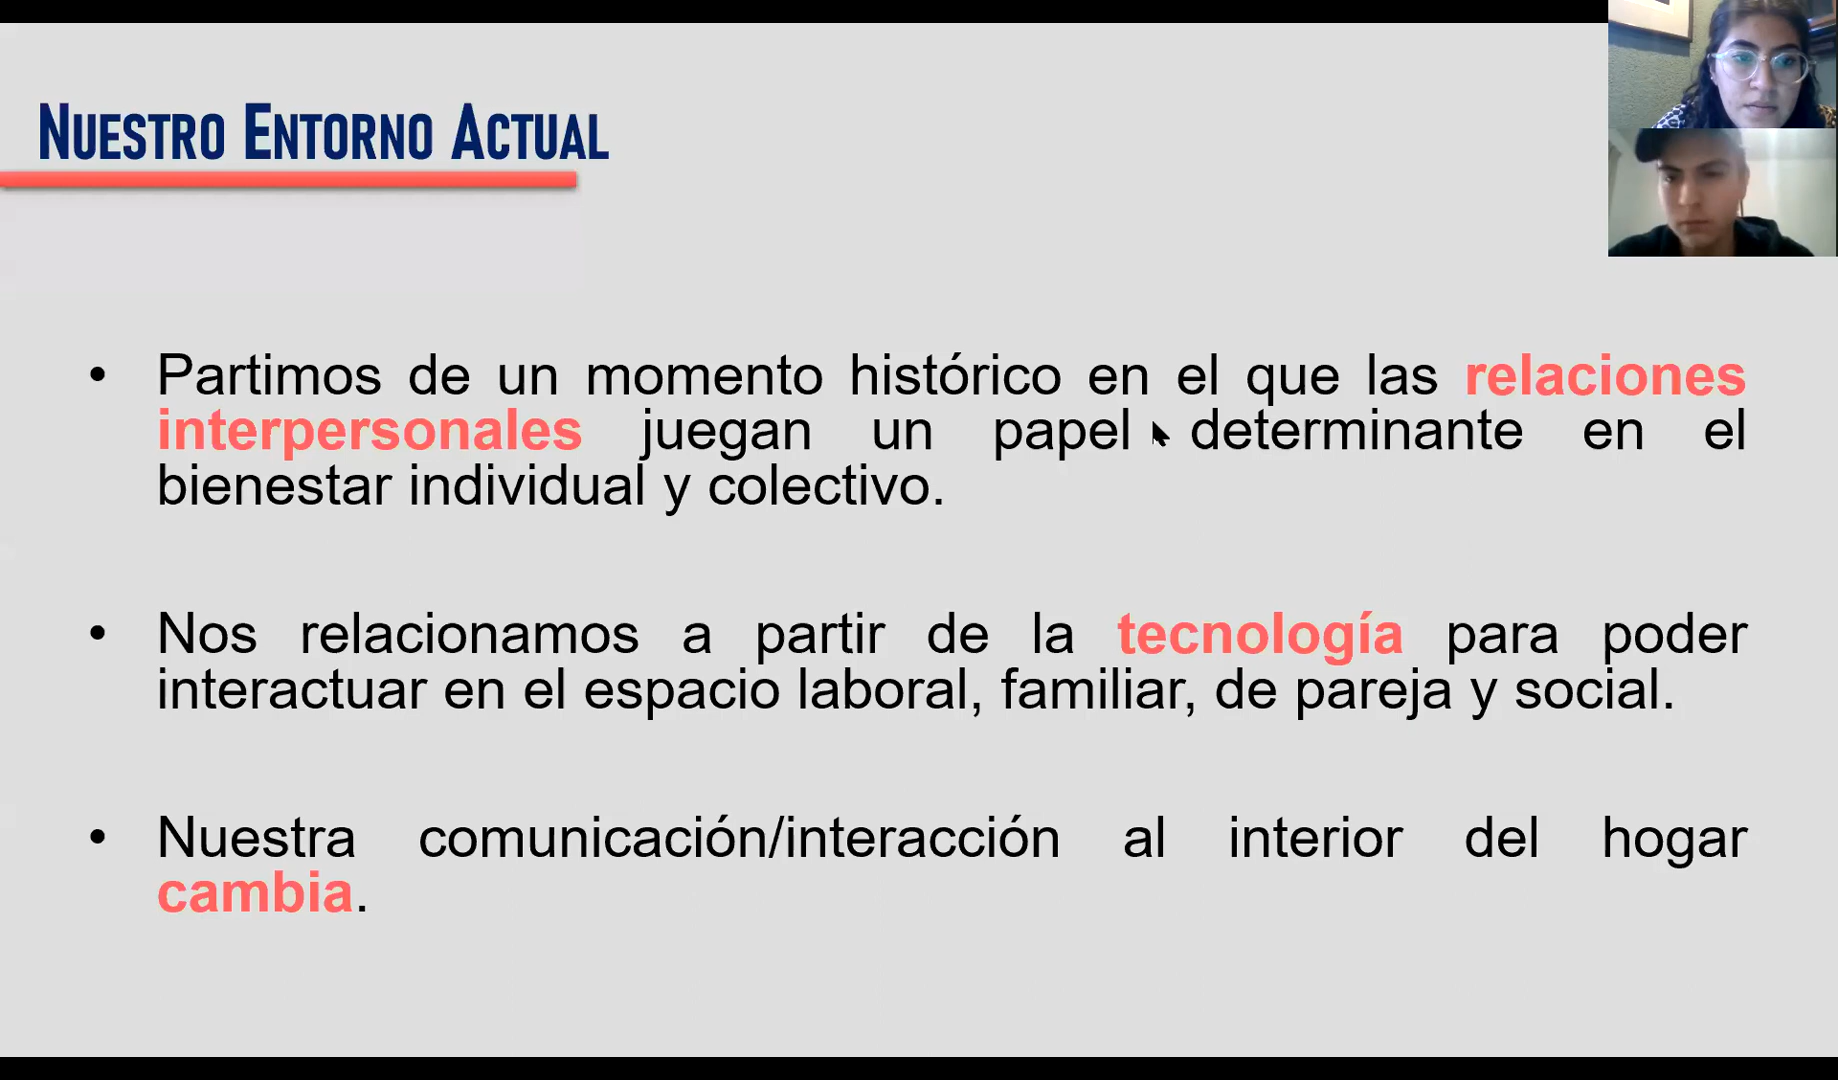 NUESTRO ENTORNO ACTUAL
• Partimos de un momento histórico en el que las relaciones
interpersonales juegan un papel determinante en el
bienestar individual y colectivo.
• Nos relacionamos a partir de la tecnología para poder
interactuar en el espacio laboral, familiar, de pareja y social.
• Nuestra comunicación/interacción al interior del hogar
cambia.